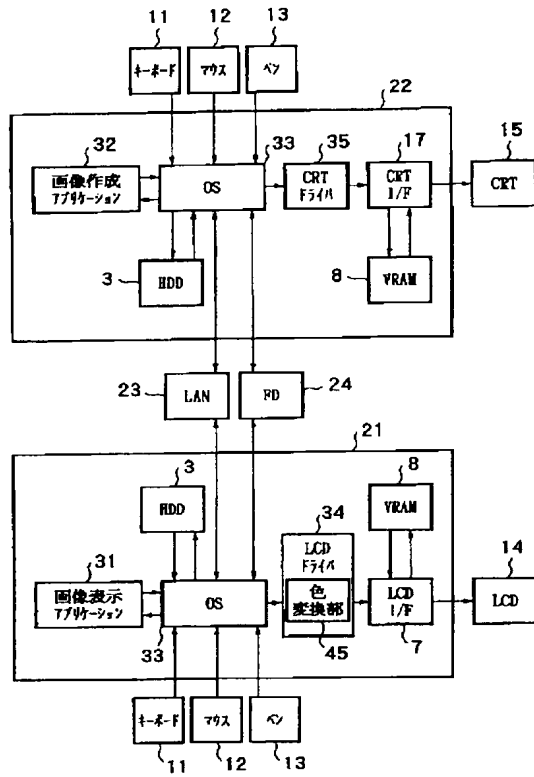 11
12
13
キーボード
マウス
ペン
22
32
33
35
17
15
画像作成
アプリケーション
OS
CRT
ドライバ
CRT
I/F
CRT
3
HDD
8
VRAM
23
LAN
FD
24
21
3
HDD
34
8
VRAM
31
LCD
ドライバ
14
画像表示
アプリケーション
OS
色
変換部
LCD
I/F
LCD
33
45
7
キーボード
マウス
ペン
11
12
13